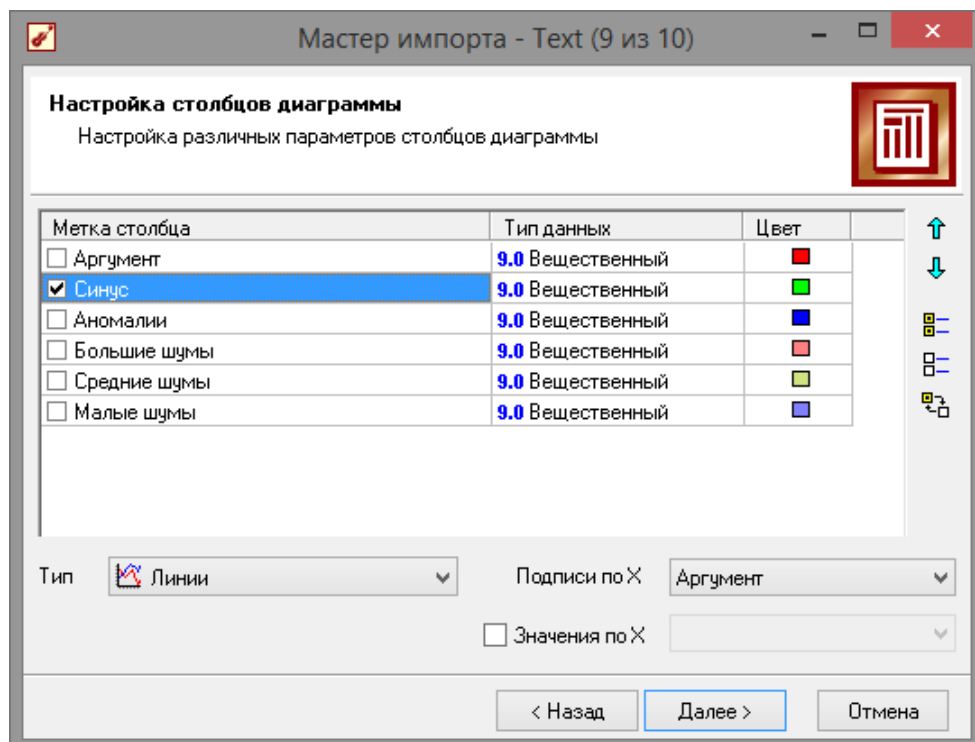 Мастер импорта - Text (9 из 10)
Настройка столбцов диаграммы
Настройка различных параметров столбцов диаграммы
Метка столбца Тип данных Цвет
Аргумент 9.0 Вещественный
Синус 9.0 Вещественный
Аномалии 9.0 Вещественный
Большие шумы 9.0 Вещественный
Средние шумы 9.0 Вещественный
Малые шумы 9.0 Вещественный
Тип Линии Подписи по X Аргумент
Значения по X
< Назад Далее > Отмена